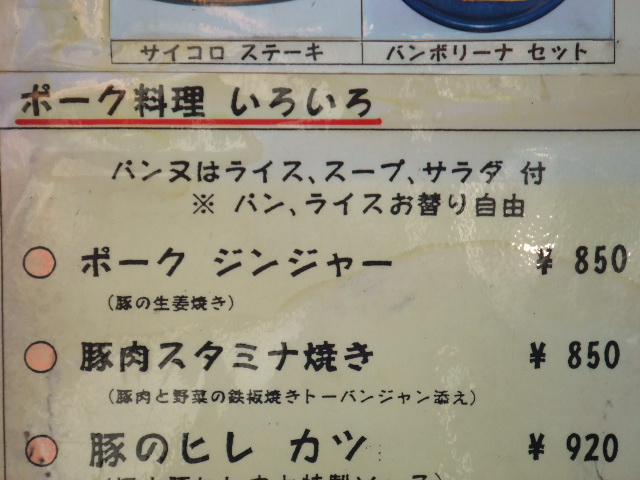 サイコロ ステーキ
バンボリーナ セット
ポーク料理 いろいろ
パン又はライス、スープ、サラダ 付
※ パン、ライスお替り自由
ポーク ジンジャー ¥ 850
(豚の生姜焼き)
豚肉スタミナ焼き ¥ 850
(豚肉と野菜の鉄板焼きトーバンジャン添え)
豚のヒレ カツ ¥ 920